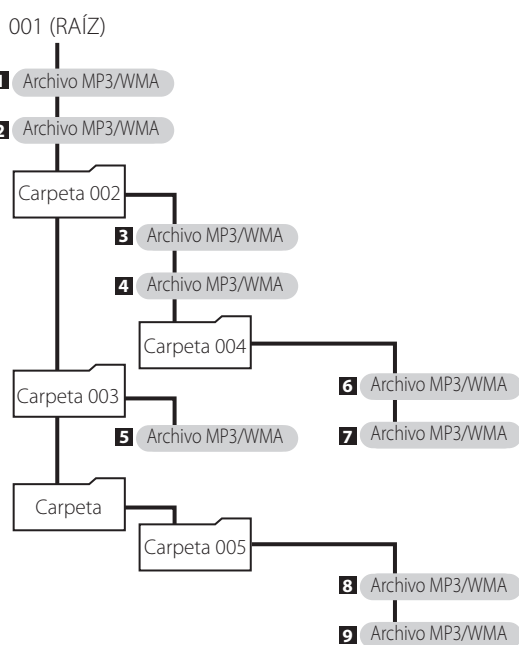 001 (RAÍZ)
1 Archivo MP3/WMA
2 Archivo MP3/WMA
Carpeta 002
3 Archivo MP3/WMA
4 Archivo MP3/WMA
Carpeta 004
6 Archivo MP3/WMA
Carpeta 003
5 Archivo MP3/WMA
7 Archivo MP3/WMA
Carpeta
Carpeta 005
8 Archivo MP3/WMA
9 Archivo MP3/WMA